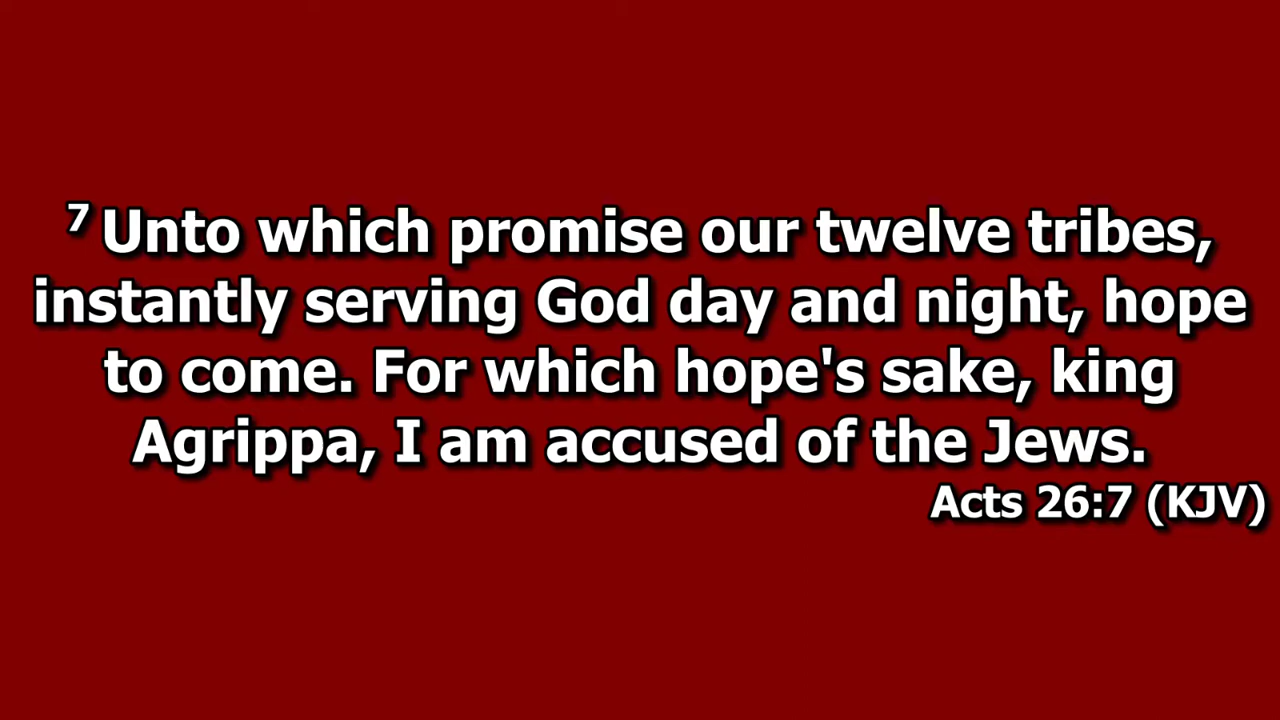 7 Unto which promise our twelve tribes,
instantly serving God day and night, hope
to come. For which hope's sake, king
Agrippa, I am accused of the Jews.
Acts 26:7 (KJV)